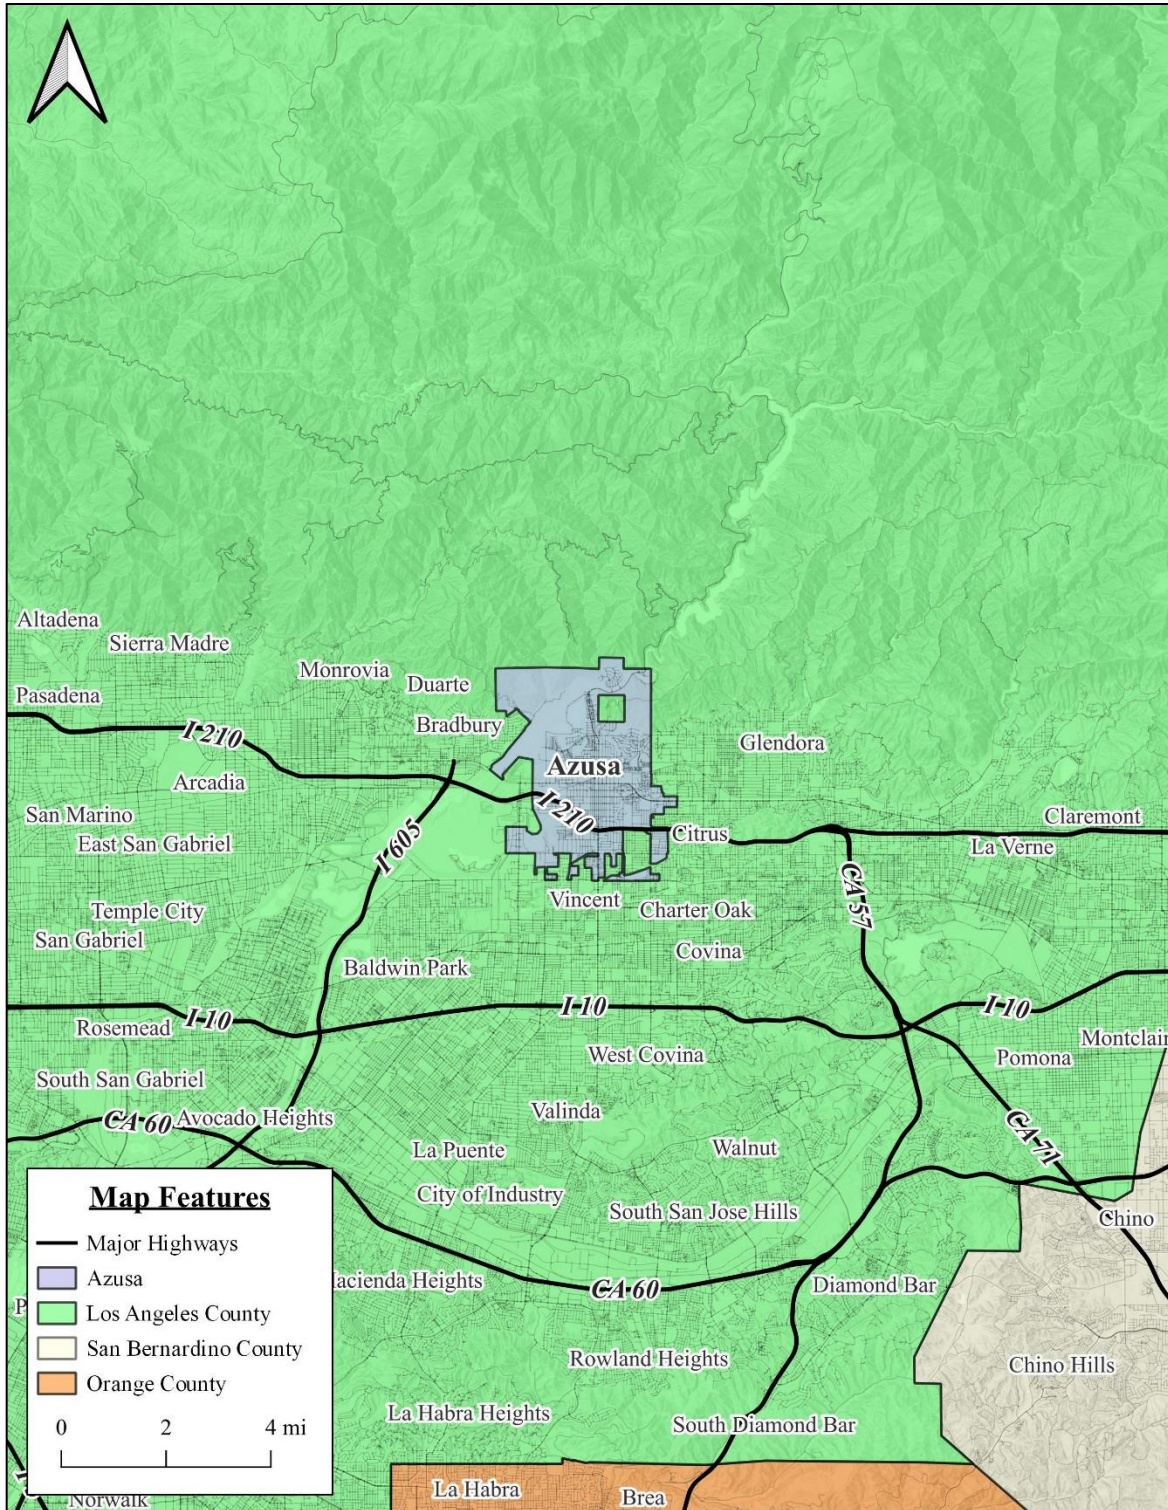 Altadena
Sierra Madre
Monrovia
Duarte
Pasadena
Bradbury
I 210
Glendora
Azusa
Arcadia
I 210
San Marino
Claremont
East San Gabriel
I 605
Citrus
La Verne
CA 57
Vincent
Temple City
Charter Oak
San Gabriel
Covina
Baldwin Park
I-10
I-10
I-10
Rosemead
Montclair
West Covina
Pomona
South San Gabriel
Valinda
CA 60
Avocado Heights
CA 71
La Puente
Walnut
City of Industry
South San Jose Hills
Chino
Map Features
Major Highways
Azusa
Los Angeles County
San Bernardino County
Orange County
0 2 4 mi
Hacienda Heights
CA 60
Diamond Bar
Rowland Heights
Chino Hills
La Habra Heights
South Diamond Bar
La Habra
Brea
Norwalk